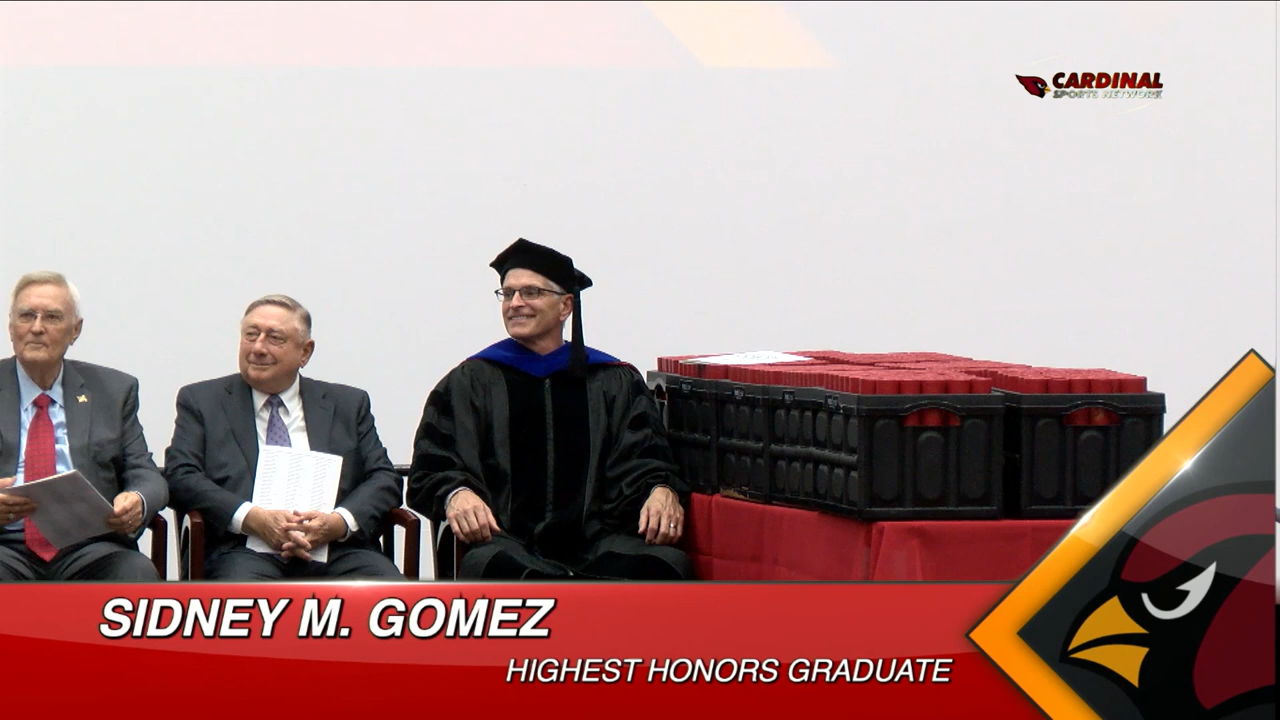 CARDINAL
SPORTS NETWORK
SIDNEY M. GOMEZ
HIGHEST HONORS GRADUATE